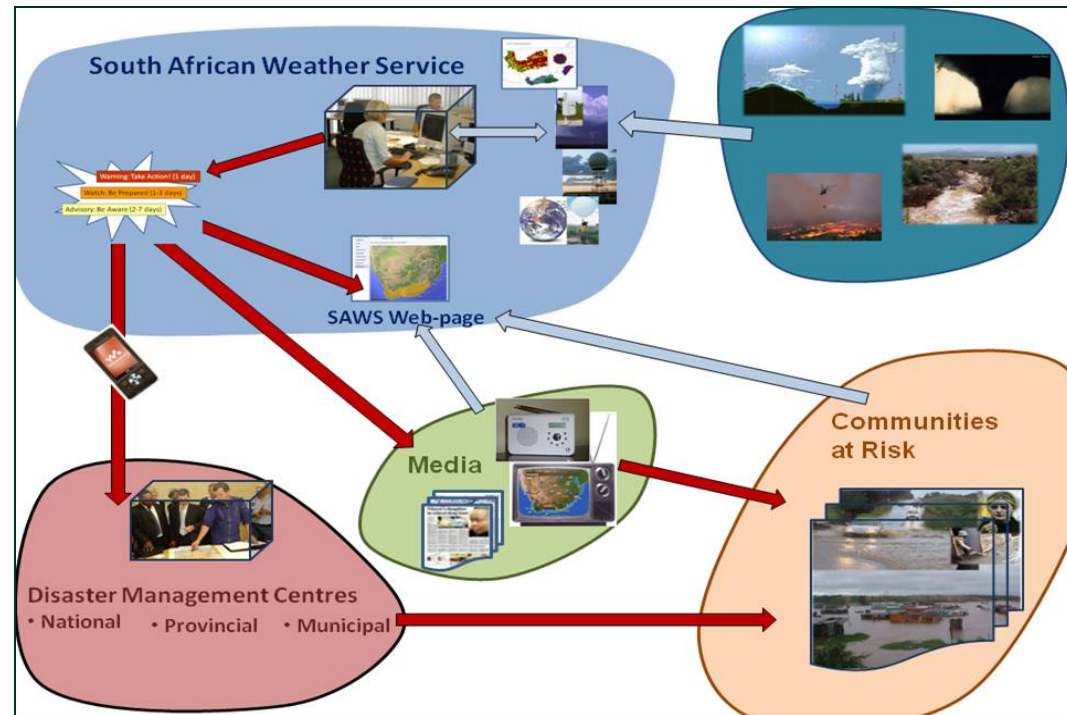 South African Weather Service
Warning: Take Action! (1 day)
Watch: Be Prepared (1-3 days)
Advisory: Be Aware (2-7 days)
SAWS Web-page
Media
Communities
at Risk
Disaster Management Centres
• National • Provincial • Municipal